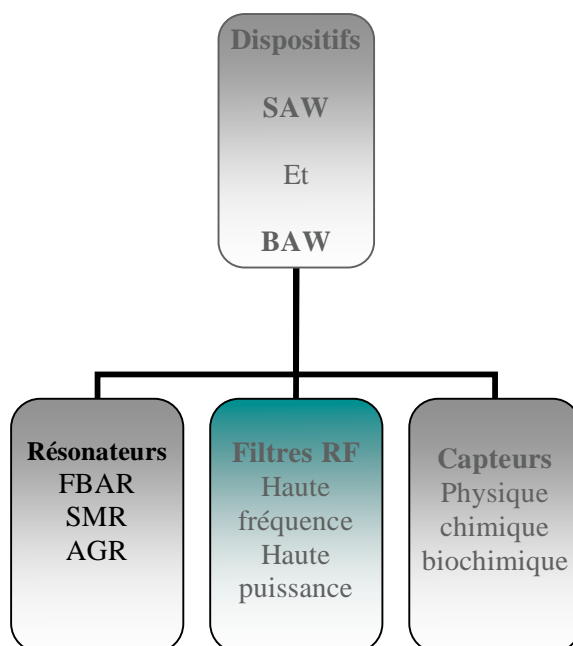 Dispositifs
SAW
Et
BAW
Résonateurs
FBAR
SMR
AGR
Filtres RF
Haute
fréquence
Haute
puissance
Capteurs
Physique
chimique
biochimique